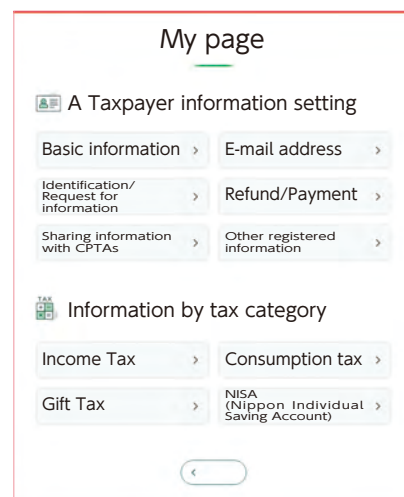 My page
A Taxpayer information setting
Basic information
E-mail address
Identification/
Request for
information
Refund/Payment
Sharing information
with CPTAs
Other registered
information
TAX
Information by tax category
Income Tax
Consumption tax
Gift Tax
NISA
(Nippon Individual
Saving Account)